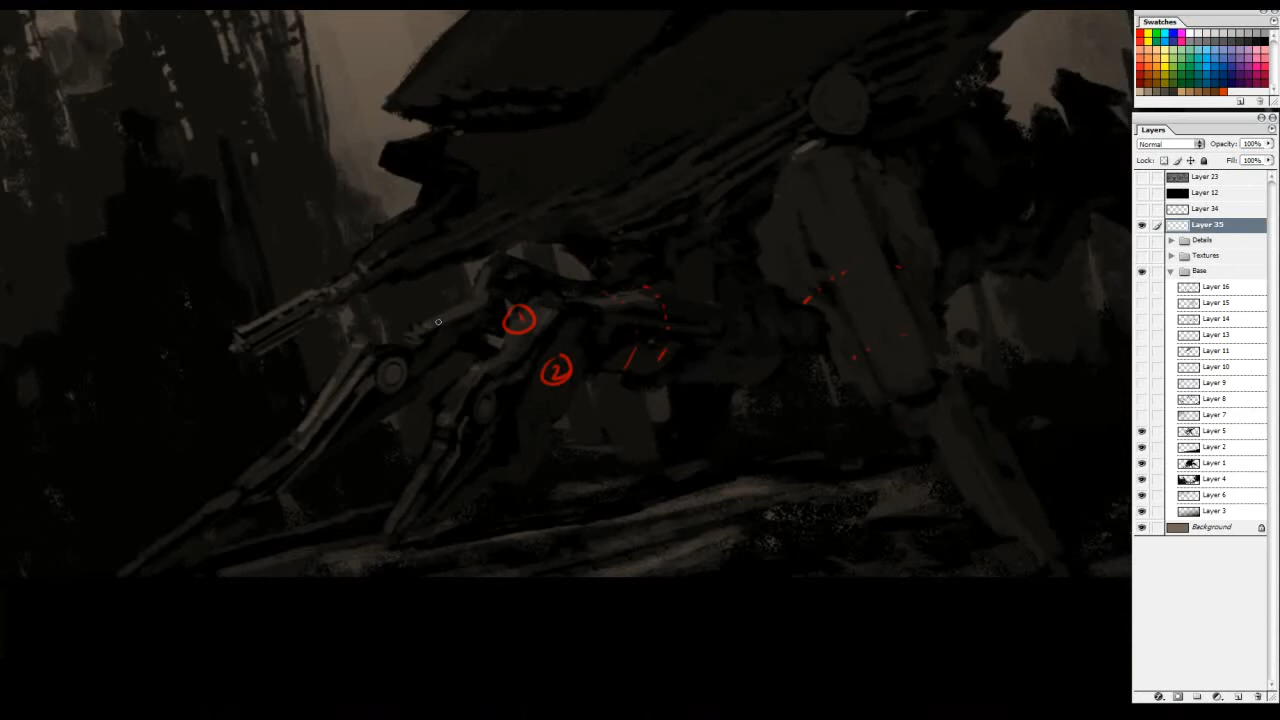 Swatches
Layers
Normal
Opacity: 100%
Lock:
Fill: 100%
Layer 23
Layer 12
Layer 34
Layer 35
Details
Textures
Base
Layer 16
Layer 15
Layer 14
Layer 13
Layer 11
Layer 10
Layer 9
Layer 8
Layer 7
Layer 5
Layer 2
Layer 1
Layer 4
Layer 6
Layer 3
Background
1
2